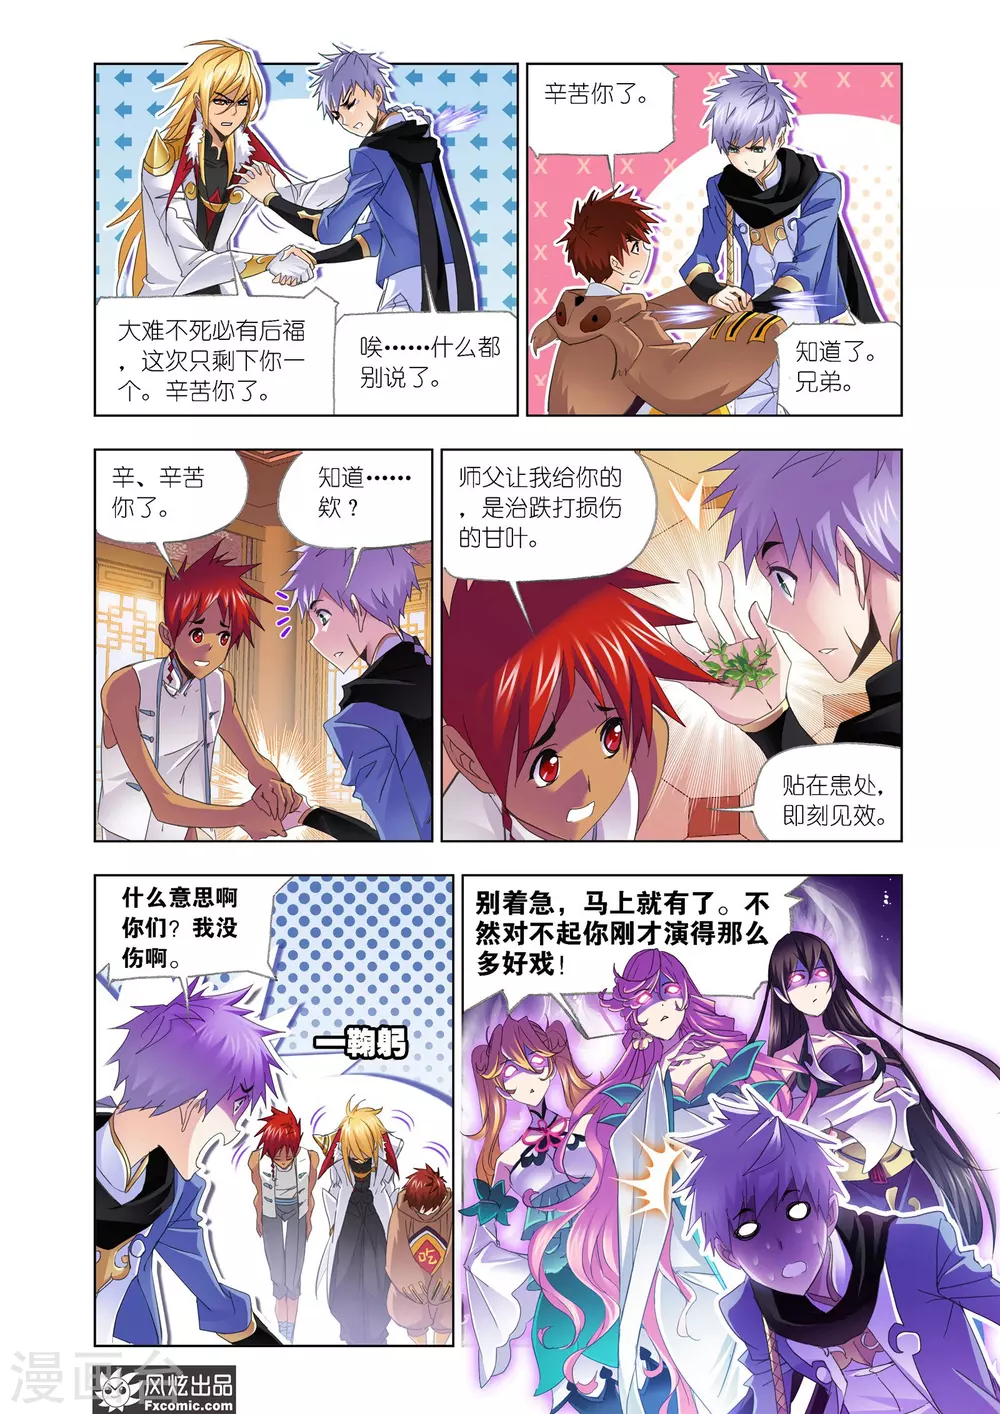 大难不死必有后福
，这次只剩下你一
个。辛苦你了。
唉……什么都
别说了。
辛苦你了。
知道了。
兄弟。
辛、辛苦
你了。
知道……
欸？
师父让我给你的
，是治跌打损伤
的甘叶。
贴在患处，
即刻见效。
什么意思啊
你们？我没
伤啊。
一鞠躬
吃
别着急，马上就有了。不
然对不起你刚才演得那么
多好戏！
漫画台
风炫出品
Fxcomic.com